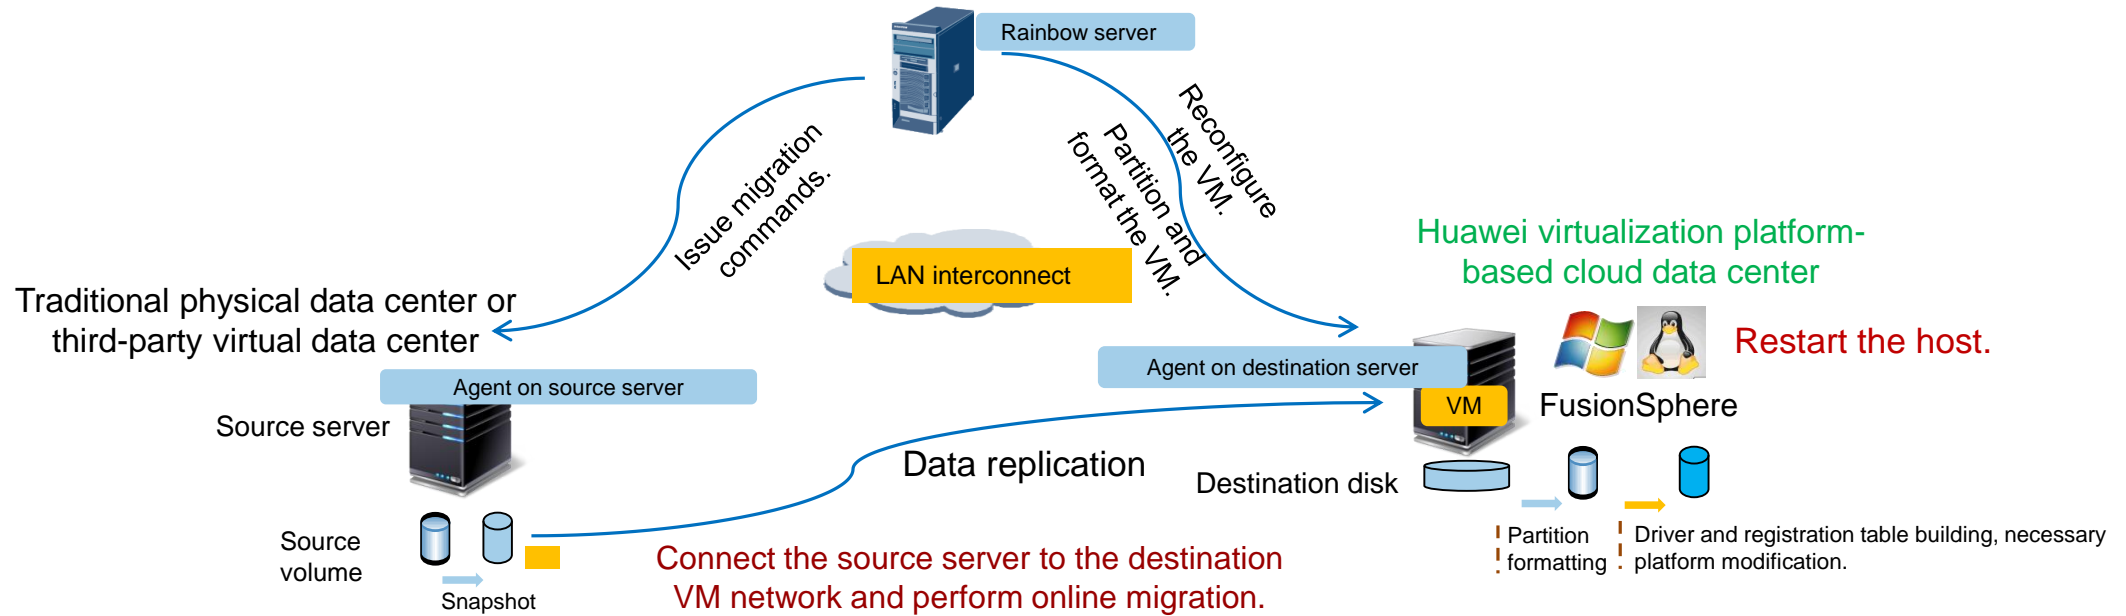 Rainbow server
Issue migration
commands.
Reconfigure
the VM.
Partition and
format the VM.
LAN interconnect
Huawei virtualization platform-
based cloud data center
Traditional physical data center or
third-party virtual data center
Restart the host.
Agent on source server
Agent on destination server
Source server
VM
FusionSphere
Data replication
Destination disk
Source
volume
Snapshot
Connect the source server to the destination
VM network and perform online migration.
Partition
formatting
Driver and registration table building, necessary
platform modification.